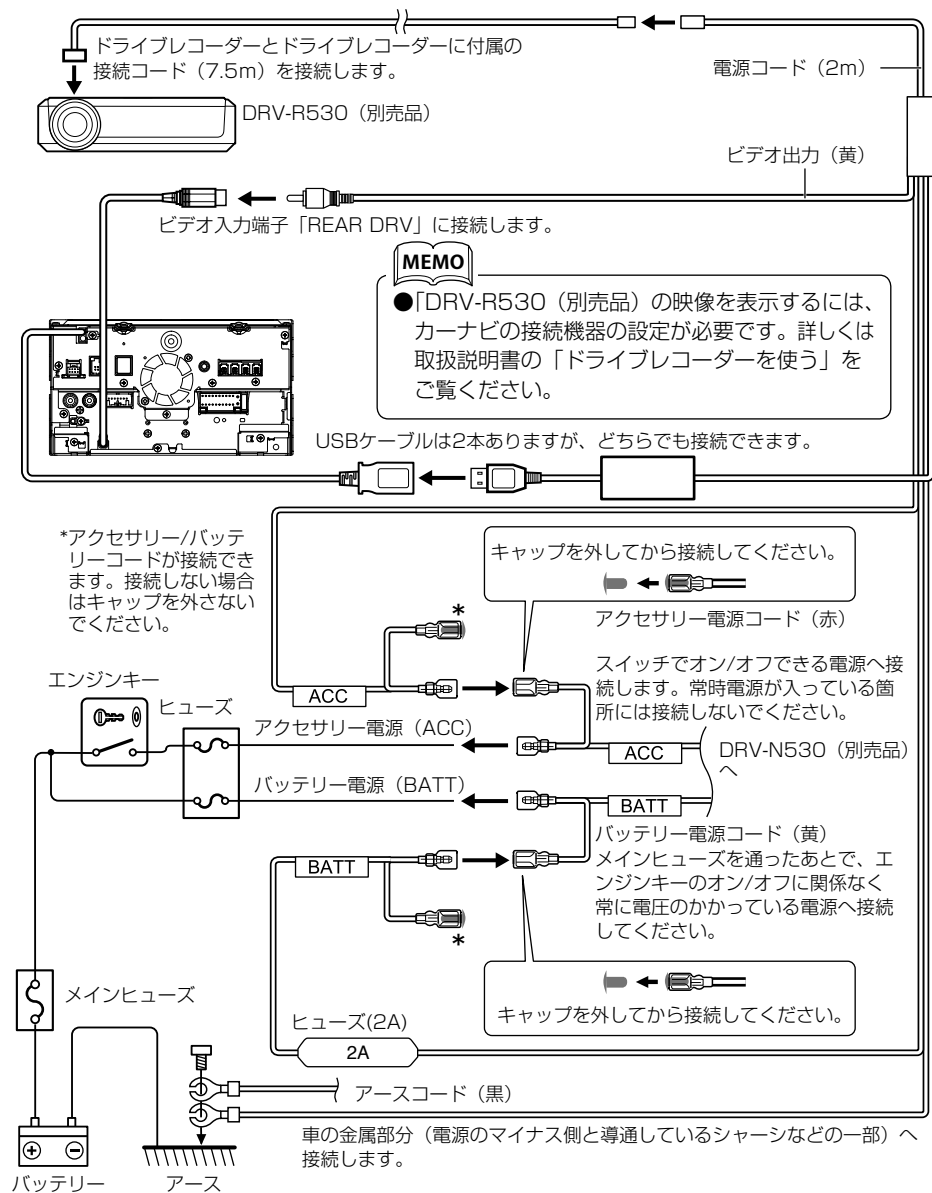 ドライブレコーダーとドライブレコーダーに付属の
接続コード（7.5m）を接続します。
電源コード（2m）
DRV-R530（別売品）
ビデオ出力（黄）
ビデオ入力端子「REAR DRV」に接続します。
MEMO
●「DRV-R530（別売品）の映像を表示するには、
カーナビの接続機器の設定が必要です。詳しくは
取扱説明書の「ドライブレコーダーを使う」を
ご覧ください。
USBケーブルは2本ありますが、どちらでも接続できます。
*アクセサリー/バッテ
リーコードが接続でき
ます。接続しない場合
はキャップを外さない
でください。
キャップを外してから接続してください。
アクセサリー電源コード（赤）
*
スイッチでオン/オフできる電源へ接
続します。常時電源が入っている箇
所には接続しないでください。
エンジンキー
ヒューズ
ACC
アクセサリー電源（ACC）
ACC
DRV-N530（別売品）
へ
バッテリー電源（BATT）
BATT
バッテリー電源コード（黄）
メインヒューズを通ったあとで、エ
ンジンキーのオン/オフに関係なく
常に電圧のかかっている電源へ接続
してください。
BATT
*
キャップを外してから接続してください。
メインヒューズ
ヒューズ(2A)
2A
アースコード（黒）
車の金属部分（電源のマイナス側と導通しているシャーシなどの一部）へ
接続します。
バッテリー
アース